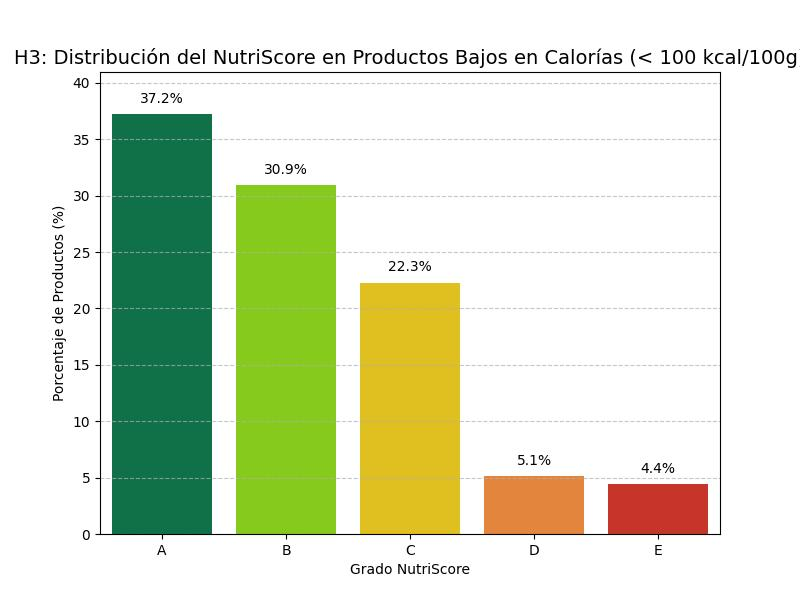 H3: Distribución del NutriScore en Productos Bajos en Calorías (< 100 kcal/100g)
40
35
30
25
20
15
10
5
0
Porcentaje de Productos (%)
37.2%
30.9%
22.3%
5.1%
4.4%
A
B
C
D
E
Grado NutriScore